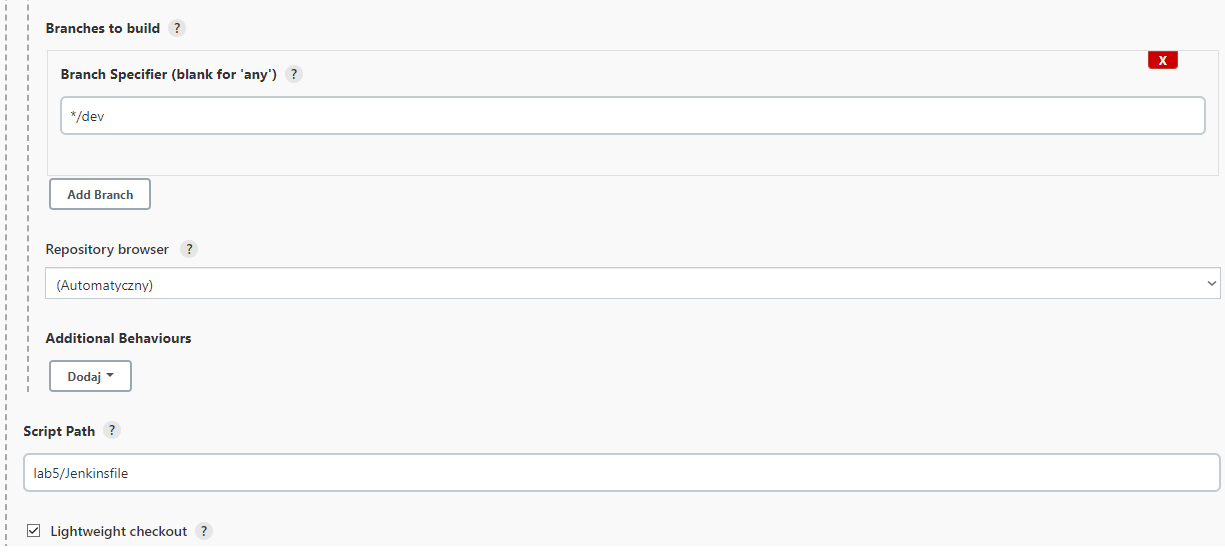 Branches to build ?
Branch Specifier (blank for 'any') ?
X
*/dev
Add Branch
Repository browser ?
(Automatyczny)
Additional Behaviours
Dodaj
Script Path ?
lab5/Jenkinsfile
Lightweight checkout ?